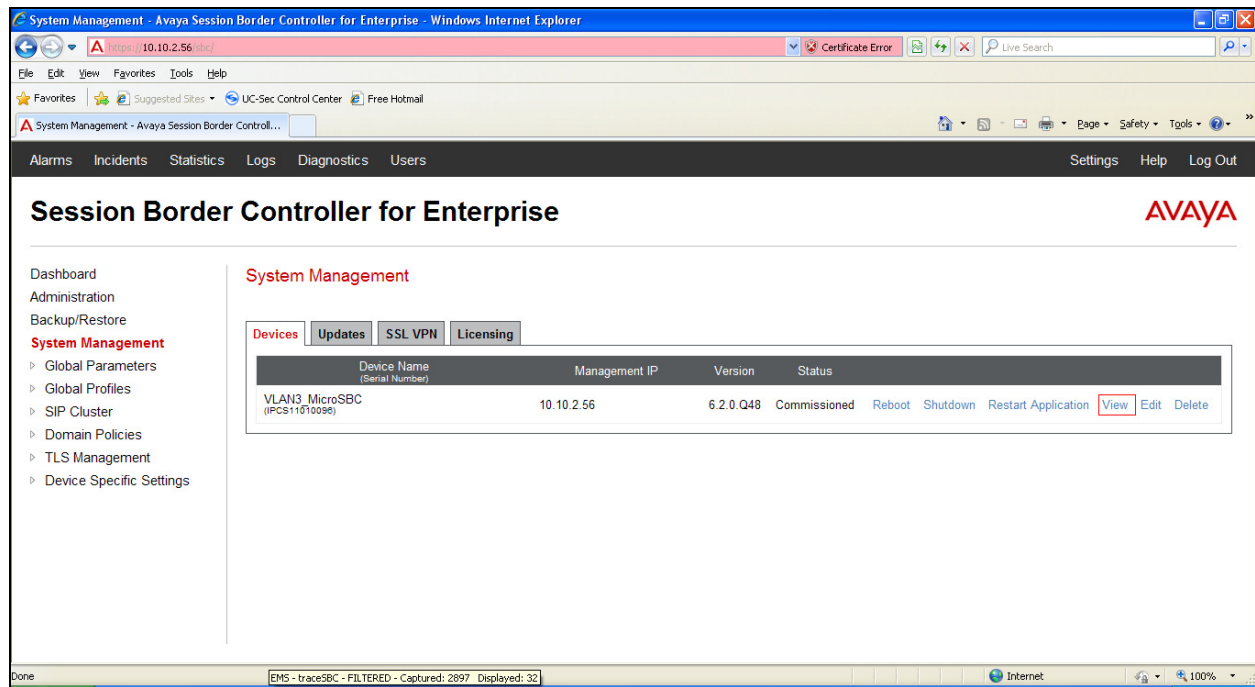 System Management - Avaya Session Border Controller for Enterprise - Windows Internet Explorer
https://10.10.2.56/sbc/ Certificate Error Live Search
File Edit View Favorites Tools Help
Favorites Suggested Sites UC-Sec Control Center Free Hotmail
System Management - Avaya Session Border Controll... Page Safety Tools »
Alarms Incidents Statistics Logs Diagnostics Users Settings Help Log Out
Session Border Controller for Enterprise AVAYA
Dashboard
Administration
Backup/Restore
System Management
Global Parameters
Global Profiles
SIP Cluster
Domain Policies
TLS Management
Device Specific Settings
System Management
Devices Updates SSL VPN Licensing
Device Name Management IP Version Status
(Serial Number)
VLAN3_MicroSBC 10.10.2.56 6.2.0.Q48 Commissioned Reboot Shutdown Restart Application View Edit Delete
(IPCS11010096)
Done EMS - traceSBC - FILTERED - Captured: 2897 Displayed: 32 Internet 100%